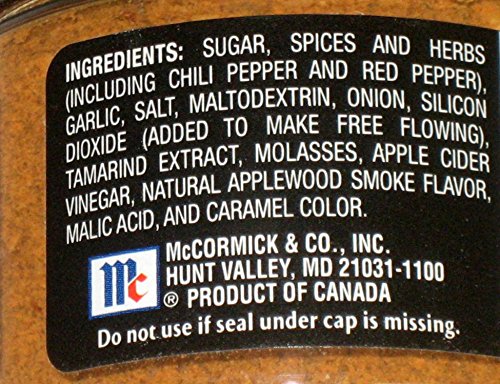 INGREDIENTS: SUGAR, SPICES AND HERBS
(INCLUDING CHILI PEPPER AND RED PEPPER),
GARLIC, SALT, MALTODEXTRIN, ONION, SILICON
DIOXIDE (ADDED TO MAKE FREE FLOWING),
TAMARIND EXTRACT, MOLASSES, APPLE CIDER
VINEGAR, NATURAL APPLEWOOD SMOKE FLAVOR,
MALIC ACID, AND CARAMEL COLOR.
McCORMICK & CO., INC.
HUNT VALLEY, MD 21031-1100
mc ® PRODUCT OF CANADA
Do not use if seal under cap is missing.